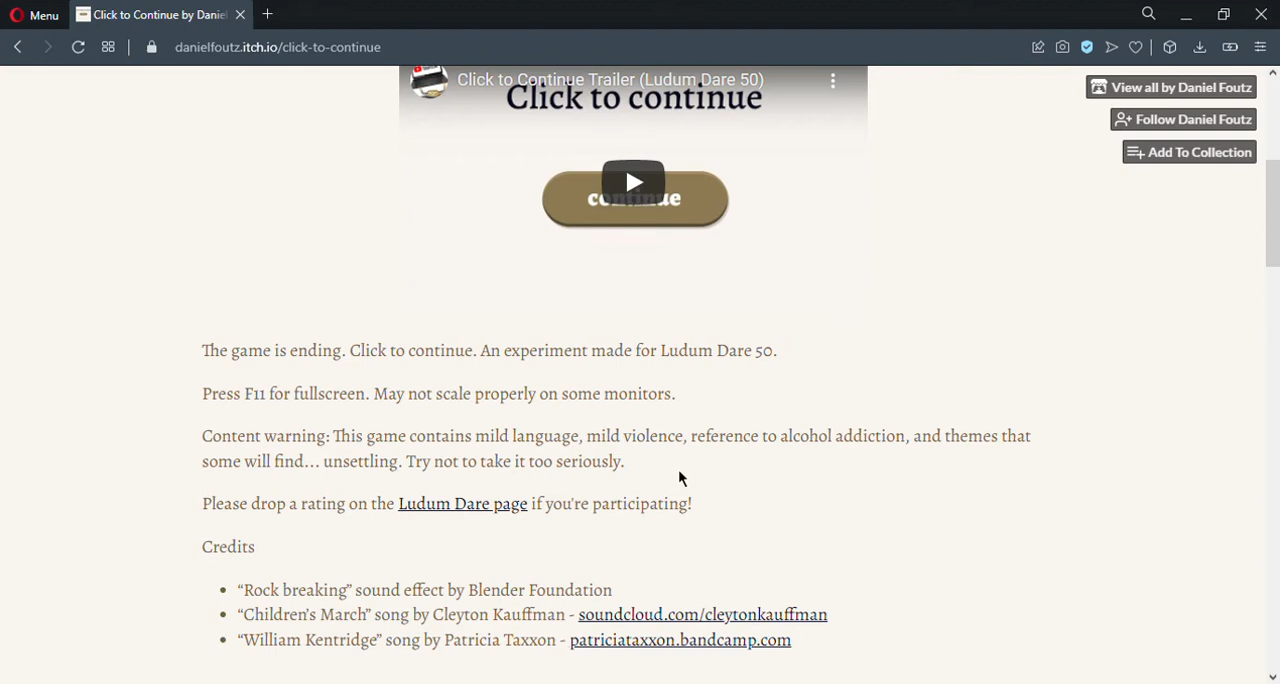 Menu
Click to Continue by Danie
danielfoutz.itch.io/click-to-continue
View all by Daniel Foutz
Follow Daniel Foutz
Add To Collection
Click to Continue Trailer (Ludum Dare 50)
Click to continue
continue
The game is ending. Click to continue. An experiment made for Ludum Dare 50.
Press F11 for fullscreen. May not scale properly on some monitors.
Content warning: This game contains mild language, mild violence, reference to alcohol addiction, and themes that
some will find... unsettling. Try not to take it too seriously.
Please drop a rating on the Ludum Dare page if you're participating!
Credits
• “Rock breaking” sound effect by Blender Foundation
• “Children’s March” song by Cleyton Kauffman - soundcloud.com/cleytonkauffman
• “William Kentridge” song by Patricia Taxxon - patriciataxxon.bandcamp.com